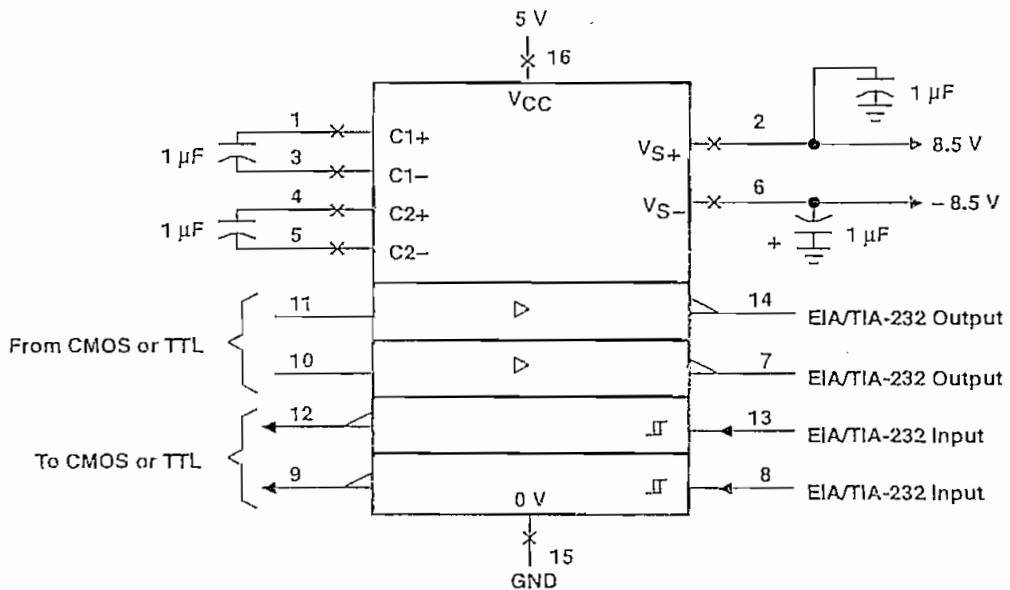 5 V
16
VCC
1 µF
1
C1+
3
C1−
1 µF
4
C2+
5
C2−
VS+
2
1 µF
8.5 V
VS−
6
− 8.5 V
+
1 µF
From CMOS or TTL
11
14
EIA/TIA-232 Output
10
7
EIA/TIA-232 Output
To CMOS or TTL
12
13
EIA/TIA-232 Input
9
8
EIA/TIA-232 Input
0 V
15
GND